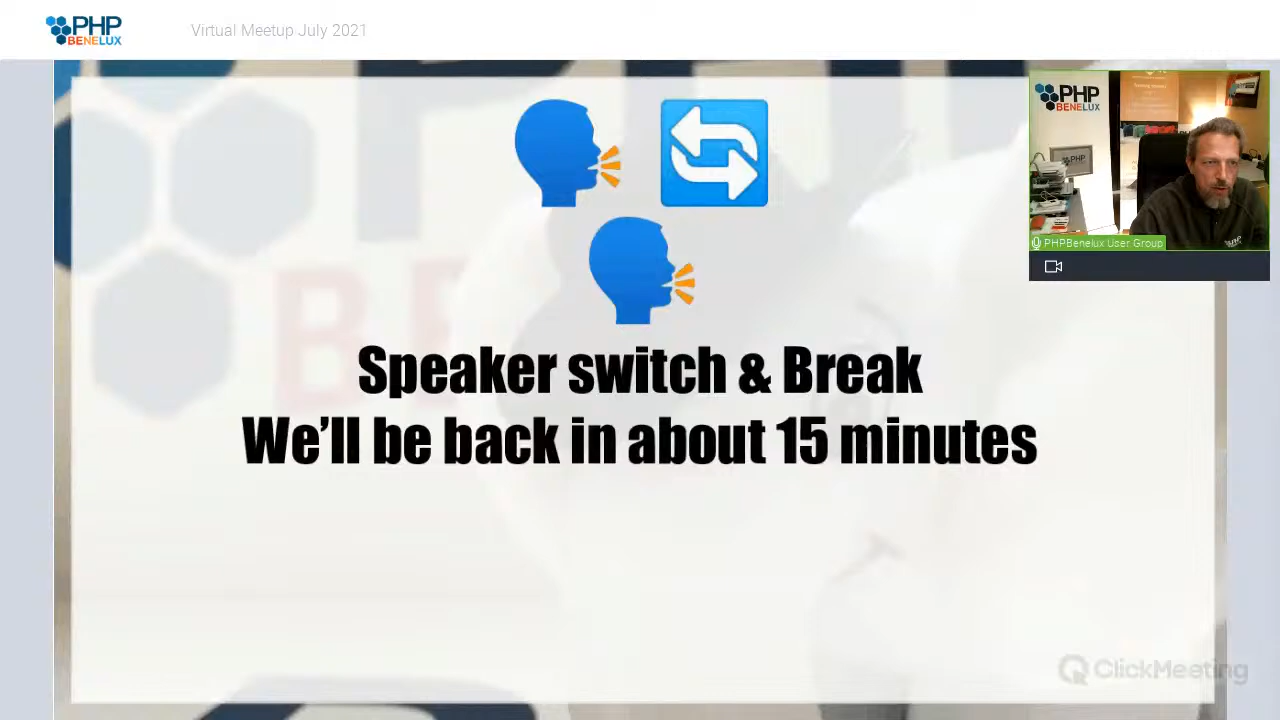 PHP
BENELUX
Virtual Meetup July 2021
PHP
BENELUX
PHP
PHPBenelux User Group
Speaker switch & Break
We'll be back in about 15 minutes
ClickMeeting